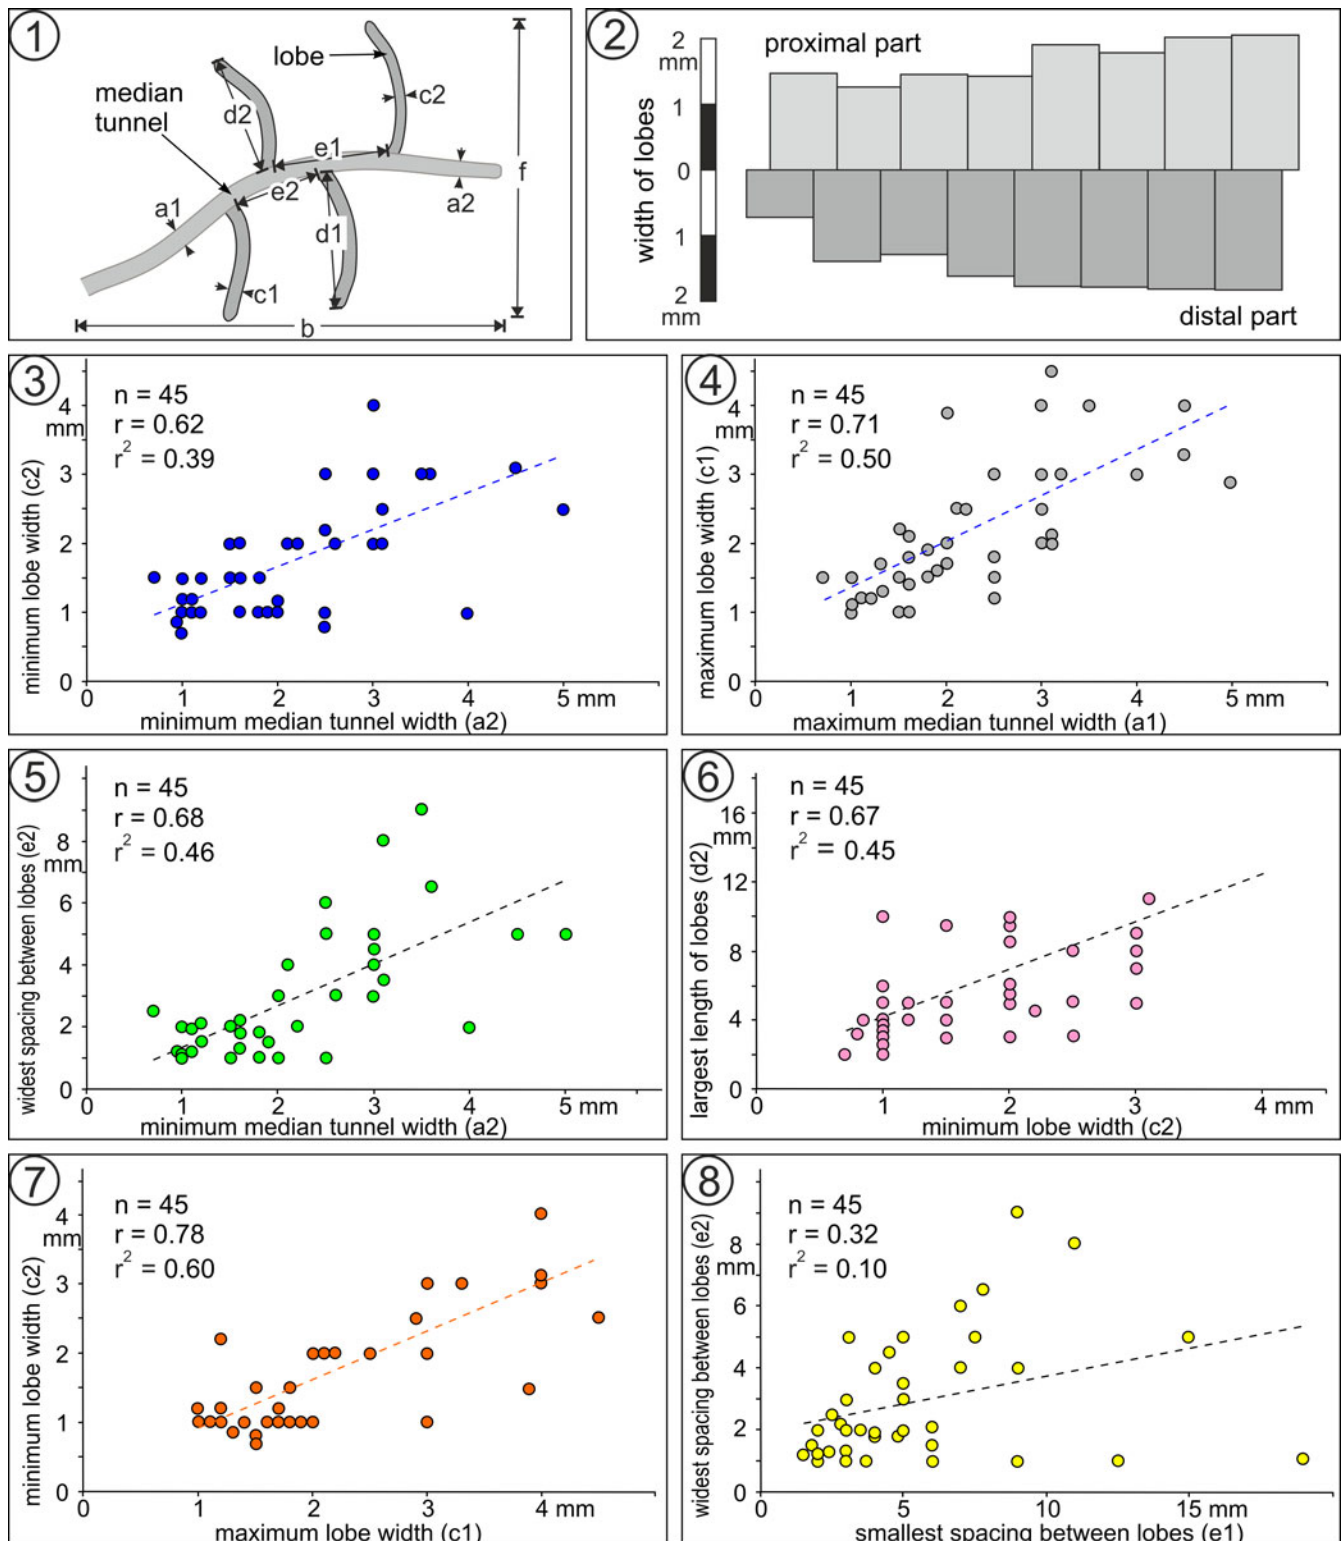 1
lobe
median
tunnel
d2
c2
e1
e2
a1
a2
d1
c1
f
b
2
proximal part
width of lobes
2
mm
1
0
1
2
mm
distal part
3
n = 45
r = 0.62
r² = 0.39
minimum lobe width (c2)
4
mm
3
2
1
0
0 1 2 3 4 5 mm
minimum median tunnel width (a2)
4
n = 45
r = 0.71
r² = 0.50
maximum lobe width (c1)
4
mm
3
2
1
0
0 1 2 3 4 5 mm
maximum median tunnel width (a1)
5
n = 45
r = 0.68
r² = 0.46
widest spacing between lobes (e2)
8
mm
6
4
2
0
0 1 2 3 4 5 mm
minimum median tunnel width (a2)
6
n = 45
r = 0.67
r² = 0.45
largest length of lobes (d2)
16
mm
12
8
4
0
0 1 2 3 4 mm
minimum lobe width (c2)
7
n = 45
r = 0.78
r² = 0.60
minimum lobe width (c2)
4
mm
3
2
1
0
0 1 2 3 4 mm
maximum lobe width (c1)
8
n = 45
r = 0.32
r² = 0.10
widest spacing between lobes (e2)
8
mm
6
4
2
0
0 5 10 15 mm
smallest spacing between lobes (e1)